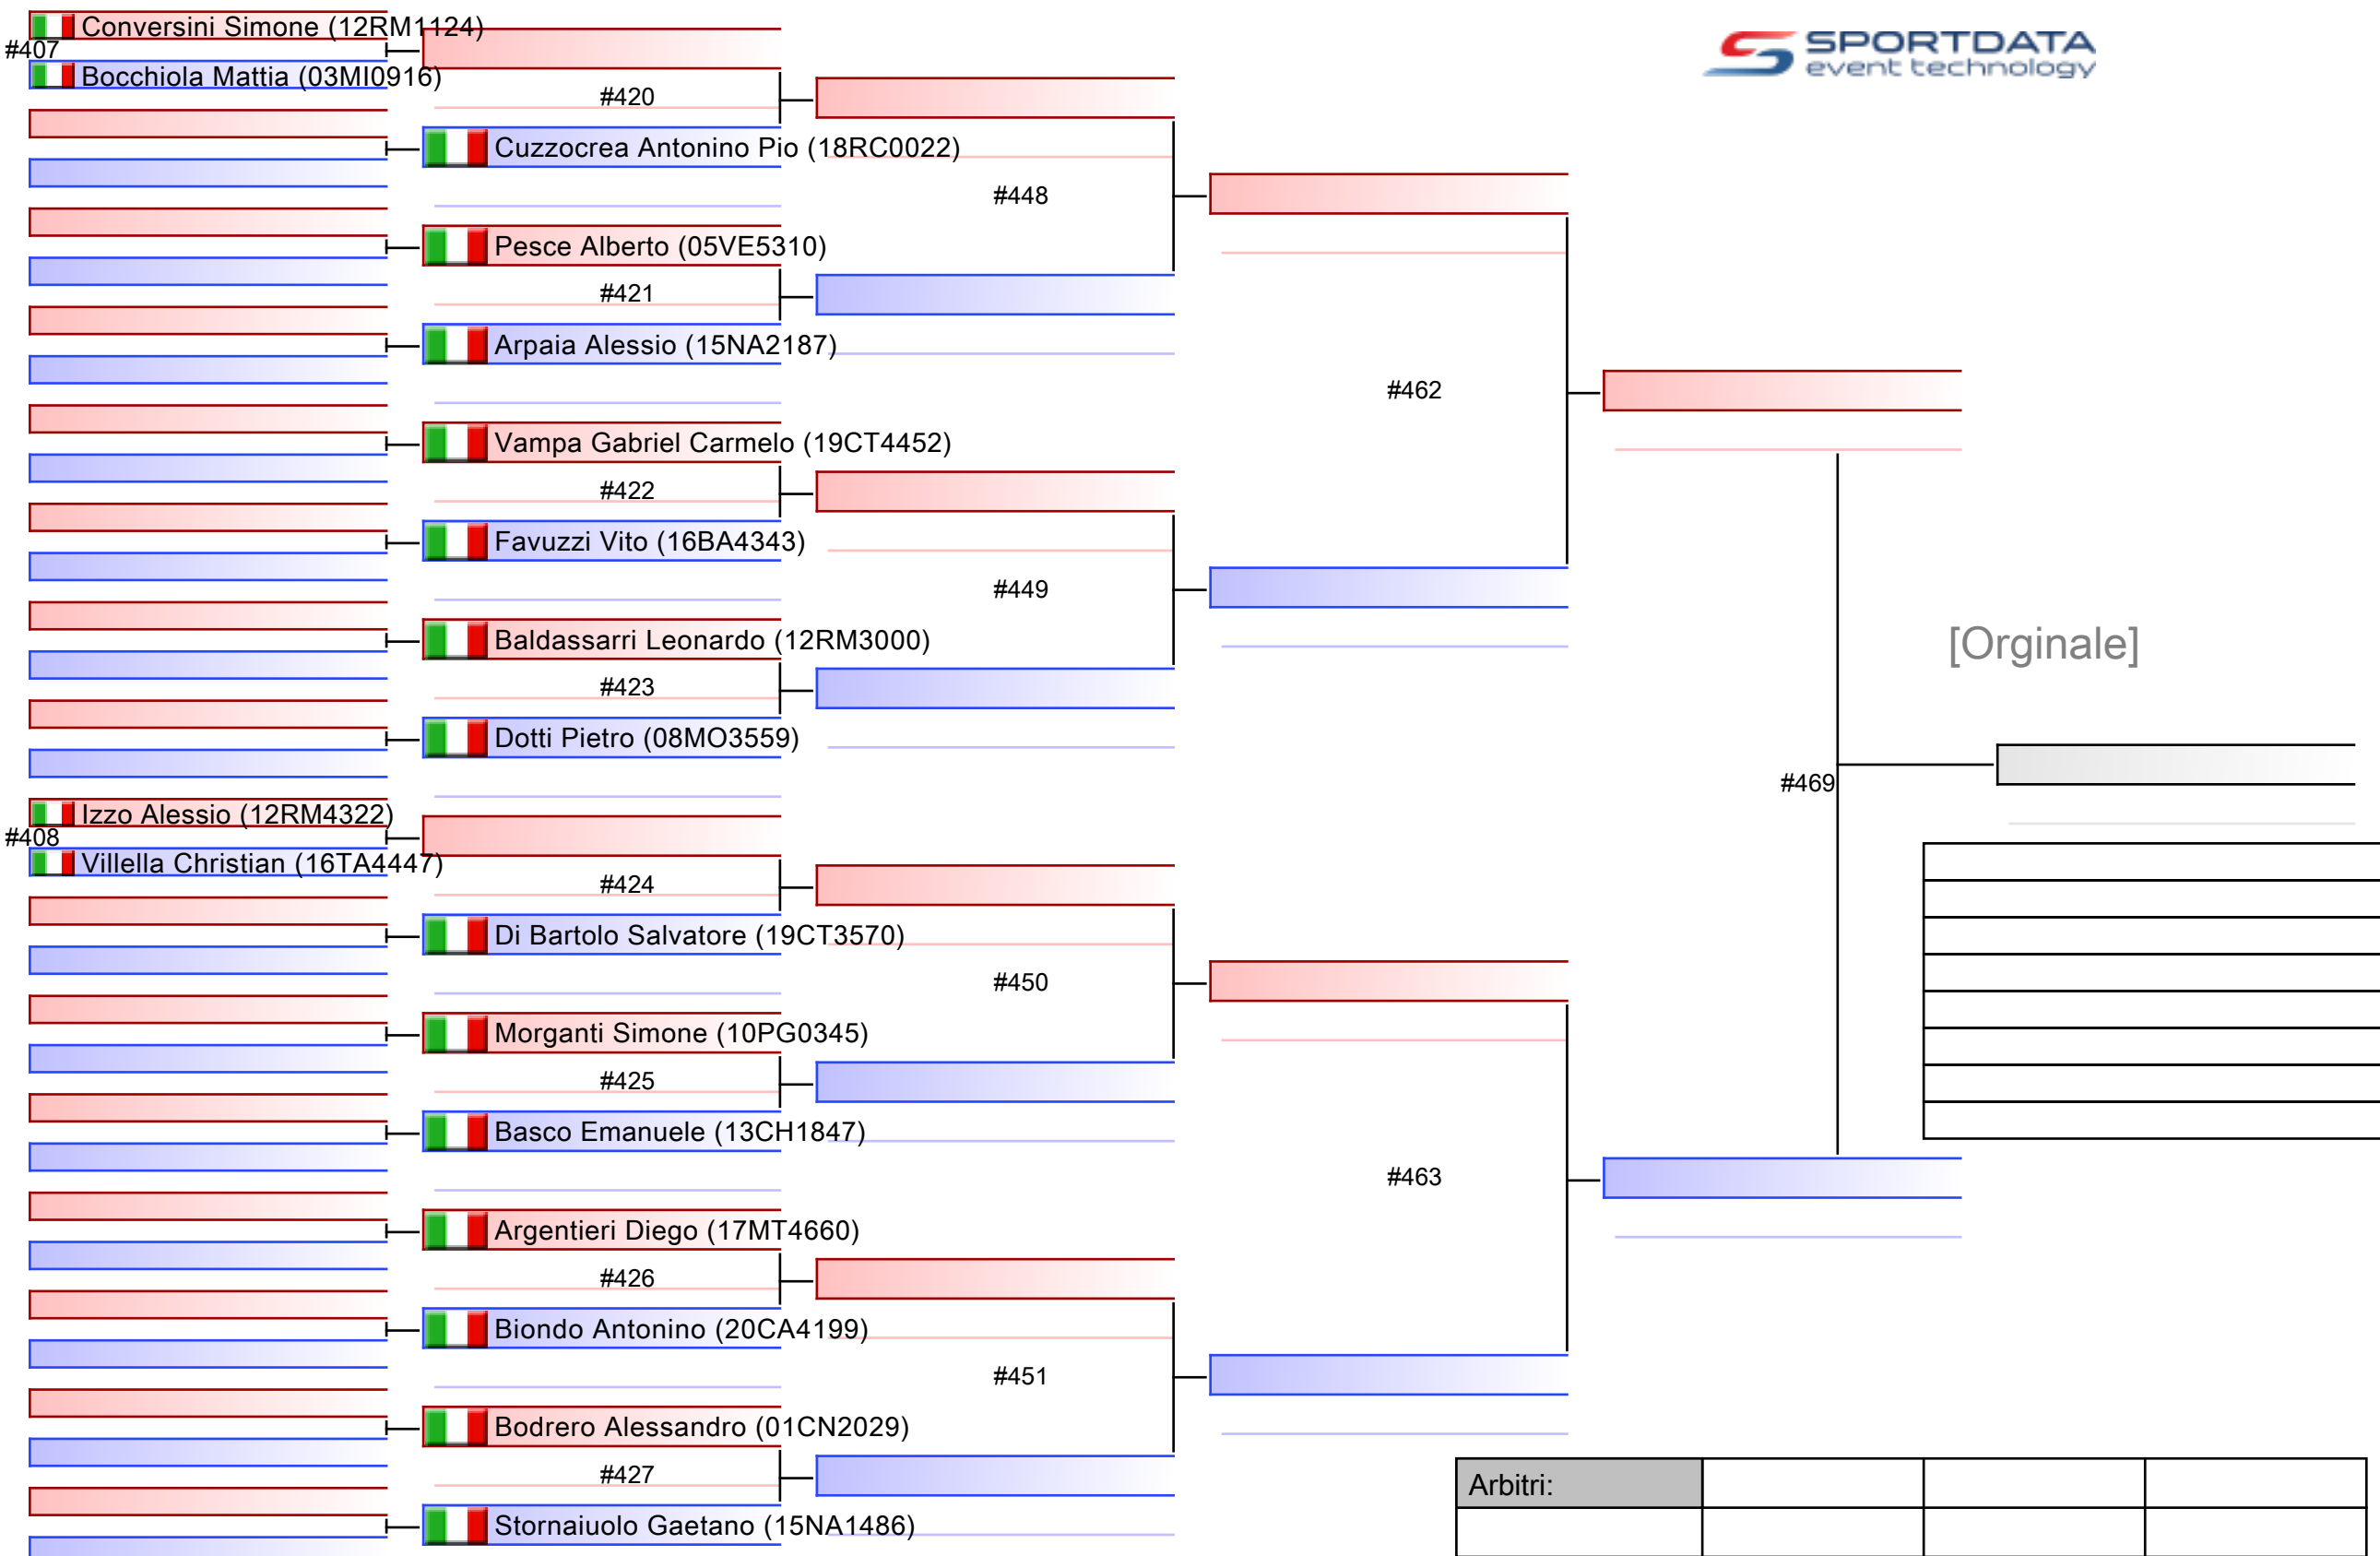 Conversini Simone (12RM1124)
#407
Bocchiola Mattia (03MI0916)
SPORTDATA
event technology
#420
Cuzzocrea Antonino Pio (18RC0022)
#448
Pesce Alberto (05VE5310)
#421
Arpaia Alessio (15NA2187)
#462
Vampa Gabriel Carmelo (19CT4452)
#422
Favuzzi Vito (16BA4343)
#449
Baldassarri Leonardo (12RM3000)
[Orginale]
#423
Dotti Pietro (08MO3559)
#469
Izzo Alessio (12RM4322)
#408
Villella Christian (16TA4447)
#424
Di Bartolo Salvatore (19CT3570)
#450
Morganti Simone (10PG0345)
#425
Basco Emanuele (13CH1847)
#463
Argentieri Diego (17MT4660)
#426
Biondo Antonino (20CA4199)
#451
Bodrero Alessandro (01CN2029)
#427
Arbitri:
Stornaiuolo Gaetano (15NA1486)